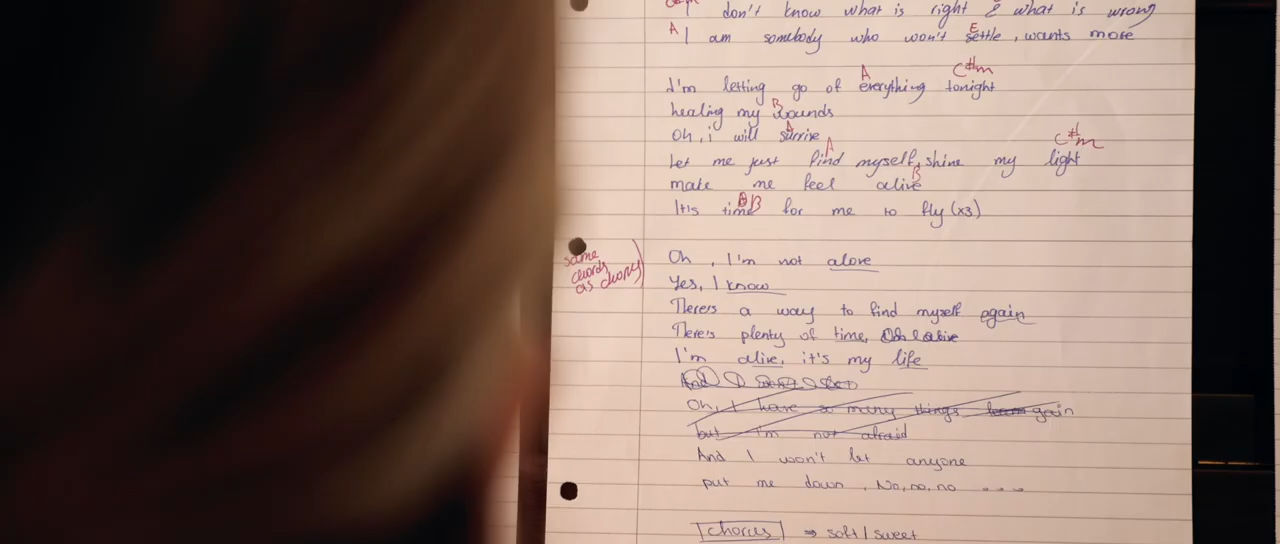 I don't know what is right & what is wrong
A E
I am somebody who won't settle, wants more
A C#m
I'm letting go of everything tonight
B
healing my wounds
A
Oh, i will survive
A C#m
Let me just find myself, shine my light
B
make me feel alive
A B
It's time for me to fly (x3)
same chords as chorus)
Oh, I'm not alone
Yes, I know
There's a way to find myself again
There's plenty of time,
I'm alive, it's my life
And I
Oh, I have so many things gain
but I'm not afraid
And I won't let anyone
put me down, No, no, no ----
chorus => soft / sweet